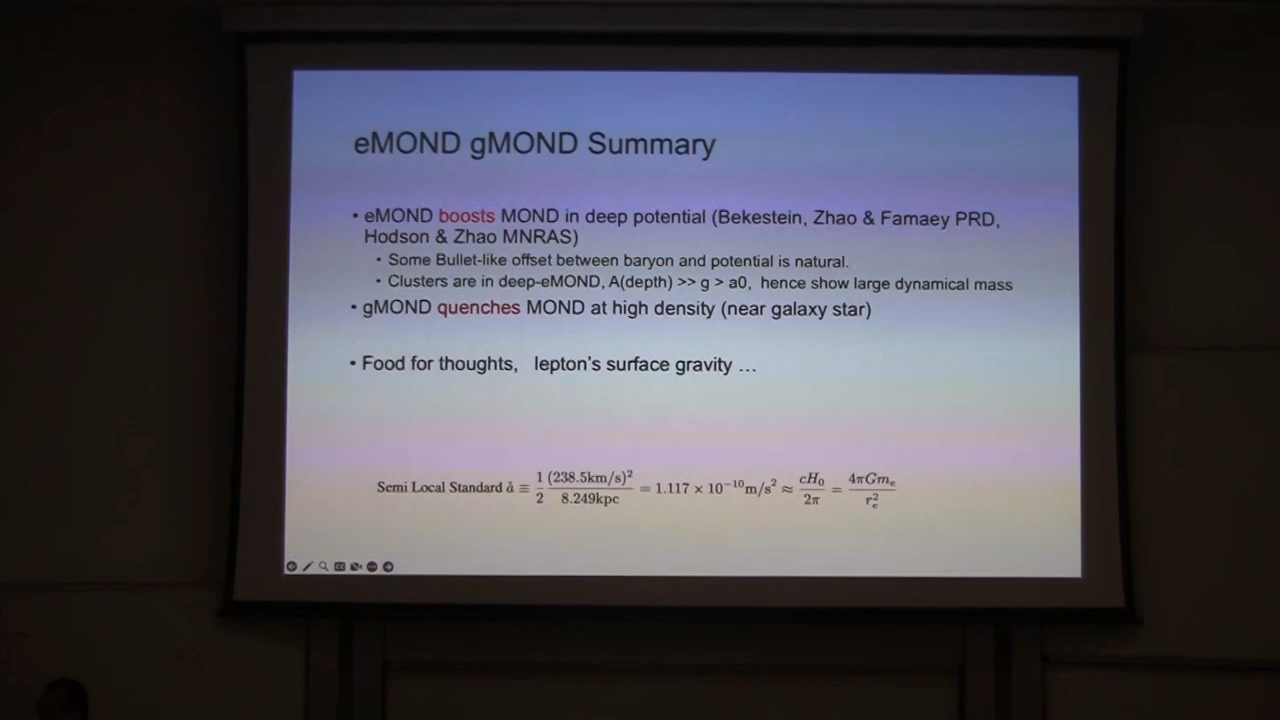 eMOND gMOND Summary
• eMOND boosts MOND in deep potential (Bekestein, Zhao & Famaey PRD,
Hodson & Zhao MNRAS)
• Some Bullet-like offset between baryon and potential is natural.
• Clusters are in deep-eMOND, A(depth) >> g > a0, hence show large dynamical mass
• gMOND quenches MOND at high density (near galaxy star)
• Food for thoughts, lepton's surface gravity ...
Semi Local Standard å ≡ 1/2 (238.5km/s)²/8.249kpc = 1.117 × 10⁻¹⁰m/s² ≈ cH₀/2π = 4πGmₑ/rₑ²